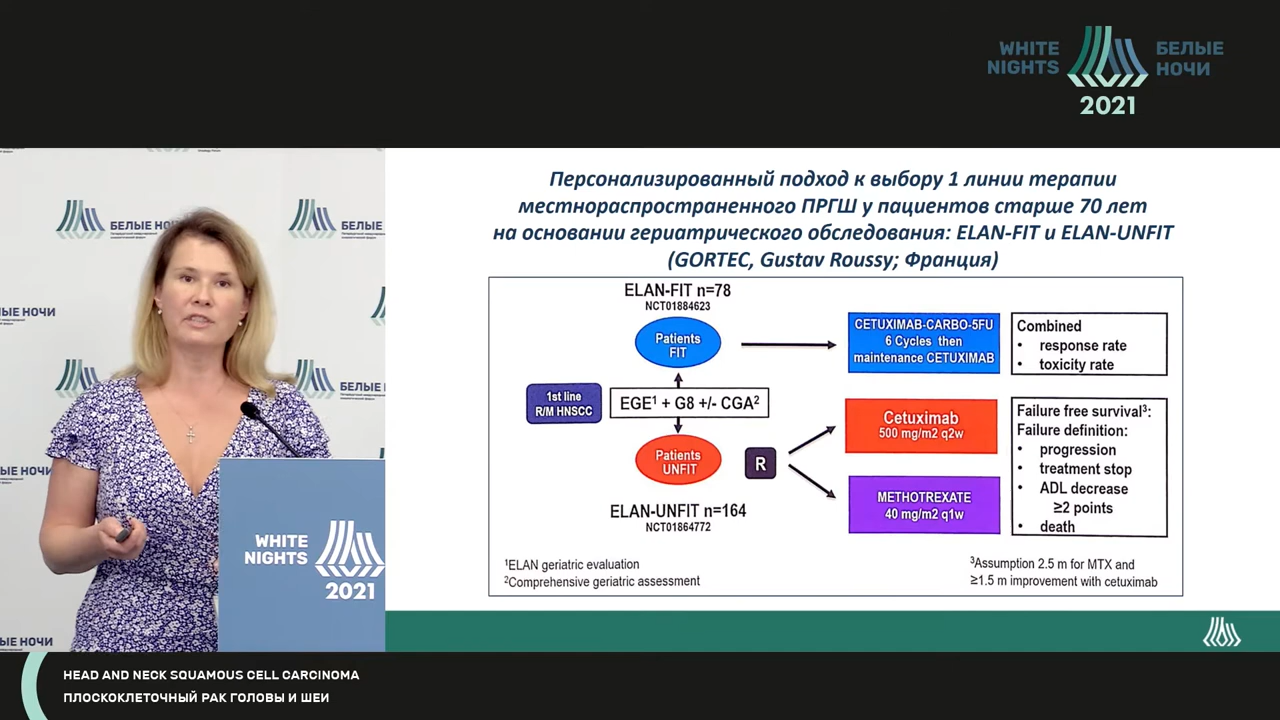 WHITE NIGHTS
БЕЛЫЕ НОЧИ
2021
БЕЛЫЕ НОЧ
БЕЛЫЕ НО
ЛЫЕ НОЧИ
БЕЛЫЕ НО
ЫЕ НОЧИ
WHITE
NIGHTS
2021
Персонализированный подход к выбору 1 линии терапии
местнораспространенного ПРГШ у пациентов старше 70 лет
на основании гериатрического обследования: ELAN-FIT и ELAN-UNFIT
(GORTEC, Gustav Roussy; Франция)
ELAN-FIT n=78
NCT01884623
Patients
FIT
CETUXIMAB-CARBO-5FU
6 Cycles then
maintenance CETUXIMAB
Combined
• response rate
• toxicity rate
1st line
R/M HNSCC
EGE¹ + G8 +/- CGA²
Patients
UNFIT
R
Cetuximab
500 mg/m2 q2w
METHOTREXATE
40 mg/m2 q1w
Failure free survival³:
Failure definition:
• progression
• treatment stop
• ADL decrease
≥2 points
• death
ELAN-UNFIT n=164
NCT01864772
¹ELAN geriatric evaluation
²Comprehensive geriatric assessment
³Assumption 2.5 m for MTX and
≥1.5 m improvement with cetuximab
HEAD AND NECK SQUAMOUS CELL CARCINOMA
ПЛОСКОКЛЕТОЧНЫЙ РАК ГОЛОВЫ И ШЕИ